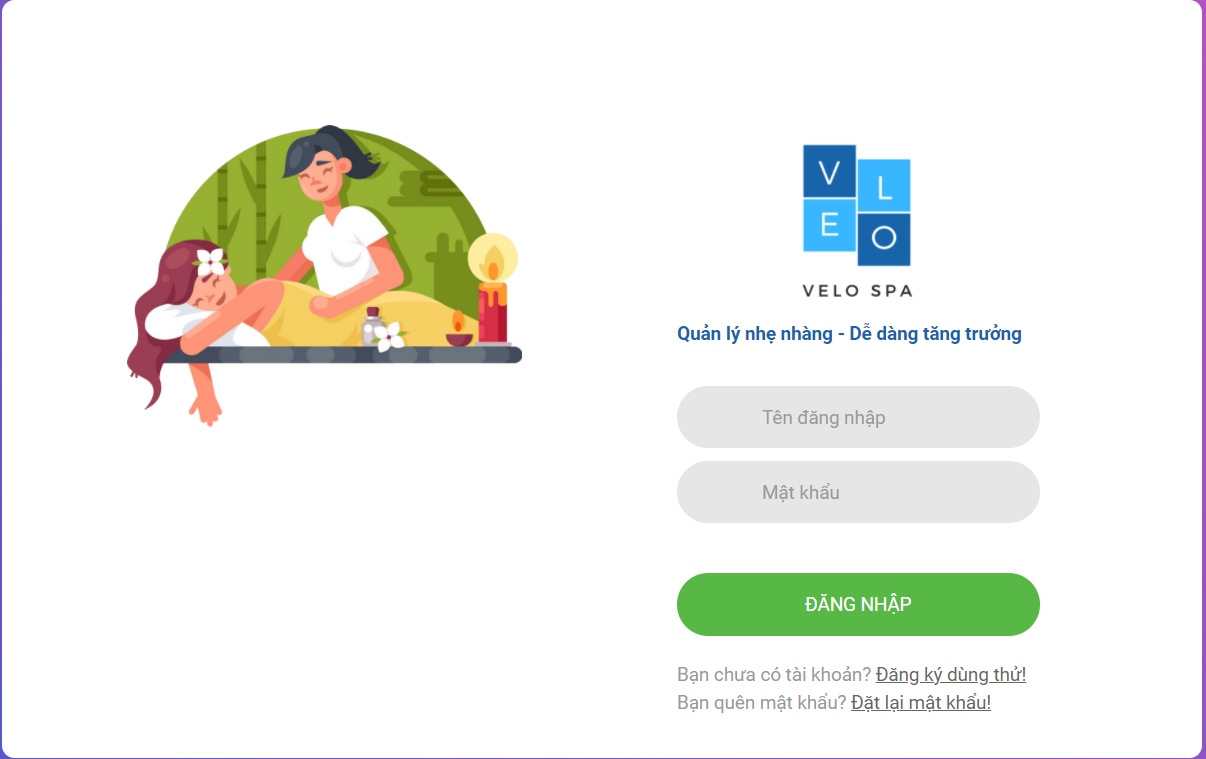 V
L
E
O
VELO SPA
Quản lý nhẹ nhàng - Dễ dàng tăng trưởng
Tên đăng nhập
Mật khẩu
ĐĂNG NHẬP
Bạn chưa có tài khoản? Đăng ký dùng thử!
Bạn quên mật khẩu? Đặt lại mật khẩu!